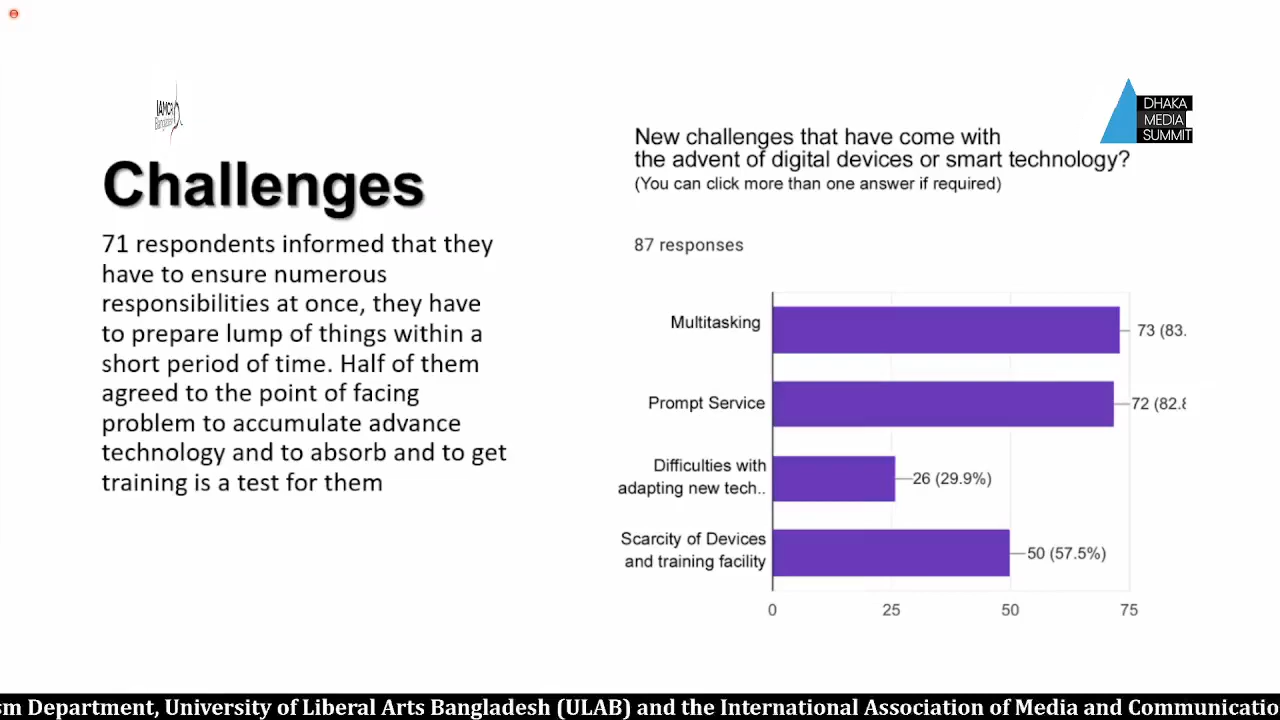 IAMCR
Bangladesh
DHAKA
MEDIA
SUMMIT
Challenges
71 respondents informed that they
have to ensure numerous
responsibilities at once, they have
to prepare lump of things within a
short period of time. Half of them
agreed to the point of facing
problem to accumulate advance
technology and to absorb and to get
training is a test for them
New challenges that have come with
the advent of digital devices or smart technology?
(You can click more than one answer if required)
87 responses
Multitasking
73 (83.
Prompt Service
72 (82.8
Difficulties with
adapting new tech..
26 (29.9%)
Scarcity of Devices
and training facility
50 (57.5%)
0 25 50 75
sm Department, University of Liberal Arts Bangladesh (ULAB) and the International Association of Media and Communicatio